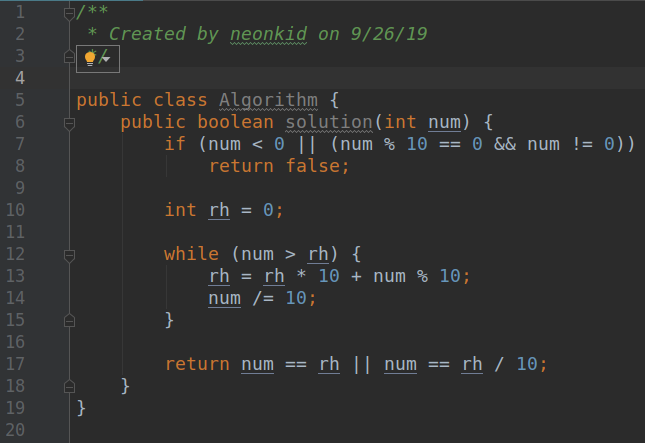 1 /**
2 * Created by neonkid on 9/26/19
3 */
4
5 public class Algorithm {
6 public boolean solution(int num) {
7 if (num < 0 || (num % 10 == 0 && num != 0))
8 return false;
9
10 int rh = 0;
11
12 while (num > rh) {
13 rh = rh * 10 + num % 10;
14 num /= 10;
15 }
16
17 return num == rh || num == rh / 10;
18 }
19 }
20